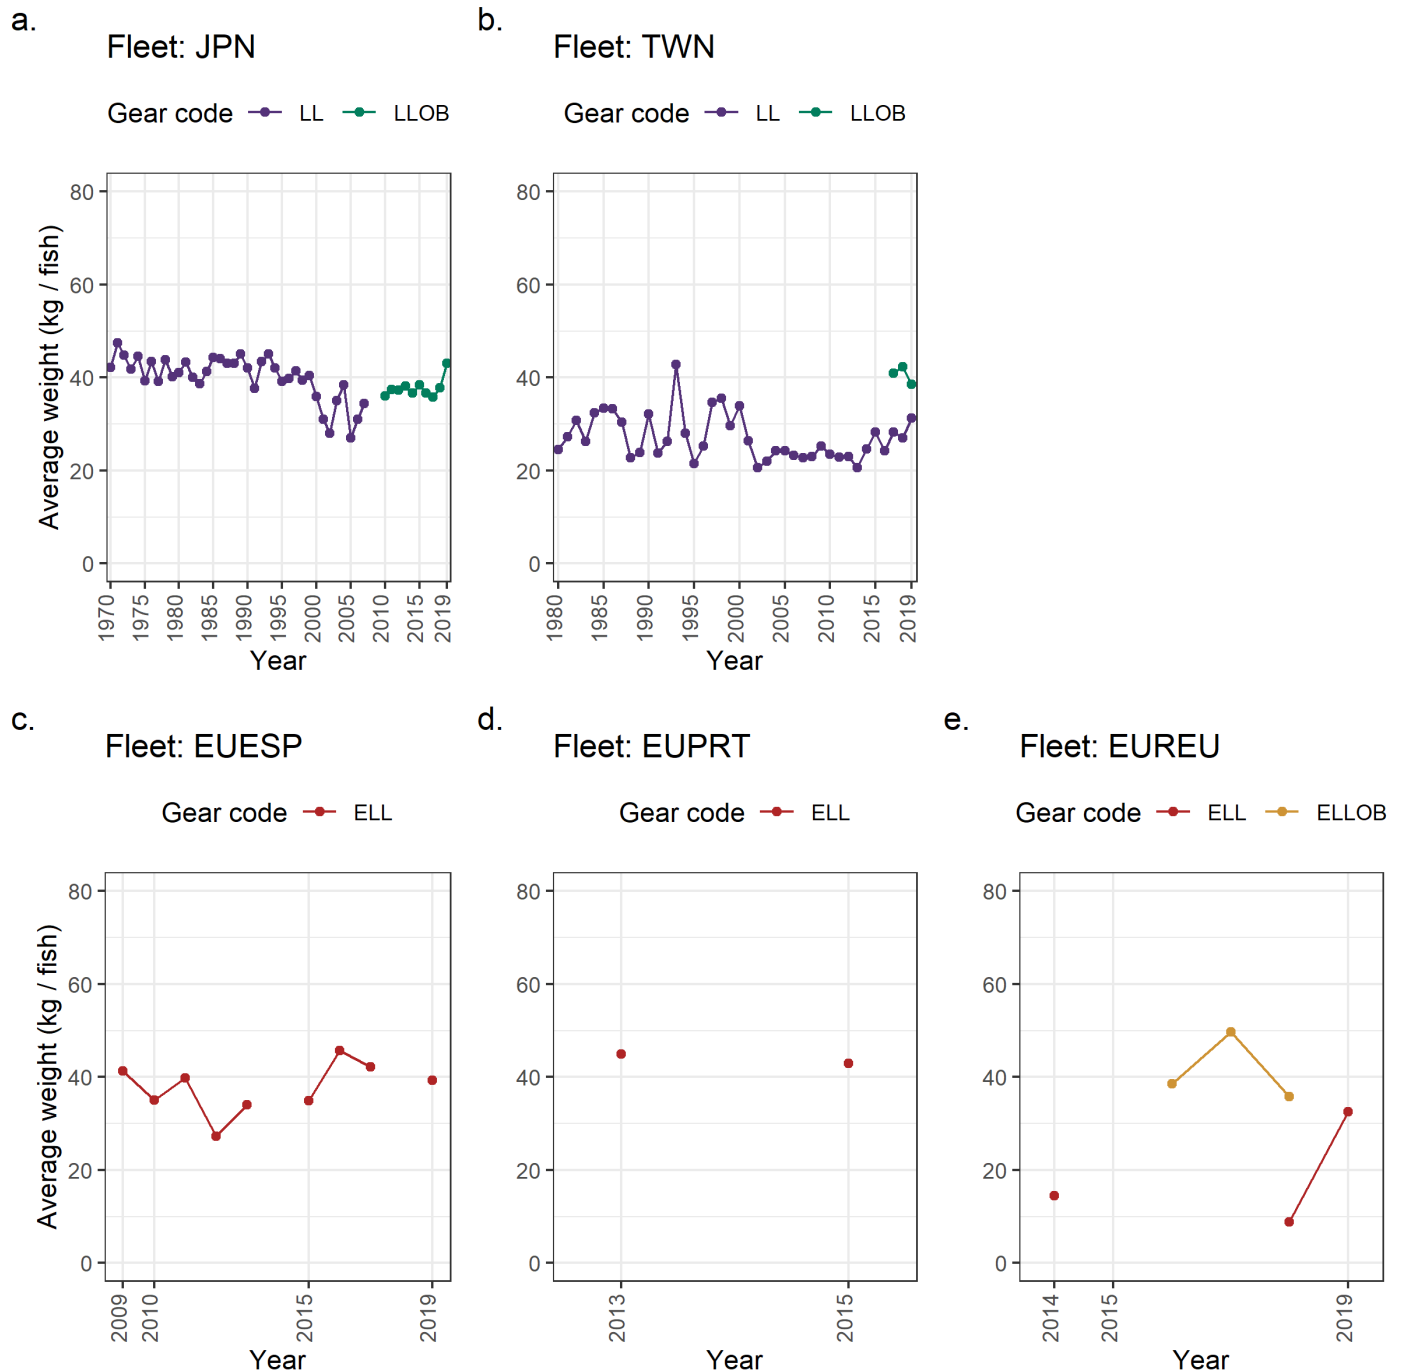 a.
Fleet: JPN
Gear code LL LLOB
Average weight (kg / fish)
80
60
40
20
0
1970 1975 1980 1985 1990 1995 2000 2005 2010 2015 2019
Year
b.
Fleet: TWN
Gear code LL LLOB
80
60
40
20
0
1980 1985 1990 1995 2000 2005 2010 2015 2019
Year
c.
Fleet: EUESP
Gear code ELL
Average weight (kg / fish)
80
60
40
20
0
2009 2010 2015 2019
Year
d.
Fleet: EUPRT
Gear code ELL
80
60
40
20
0
2013 2015
Year
e.
Fleet: EUREU
Gear code ELL ELLOB
80
60
40
20
0
2014 2015 2019
Year